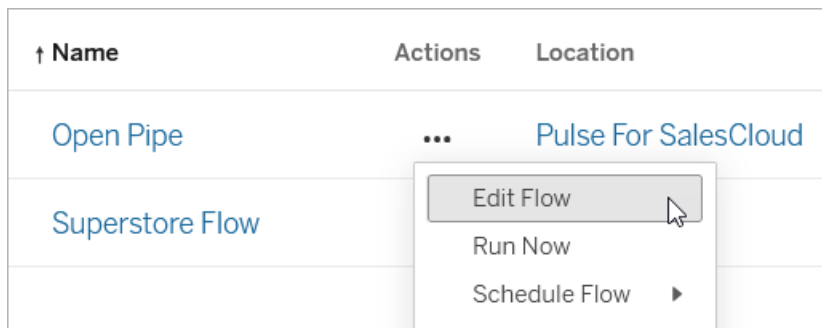 ↑ Name Actions Location
Open Pipe ••• Pulse For SalesCloud
Edit Flow
Superstore Flow
Run Now
Schedule Flow